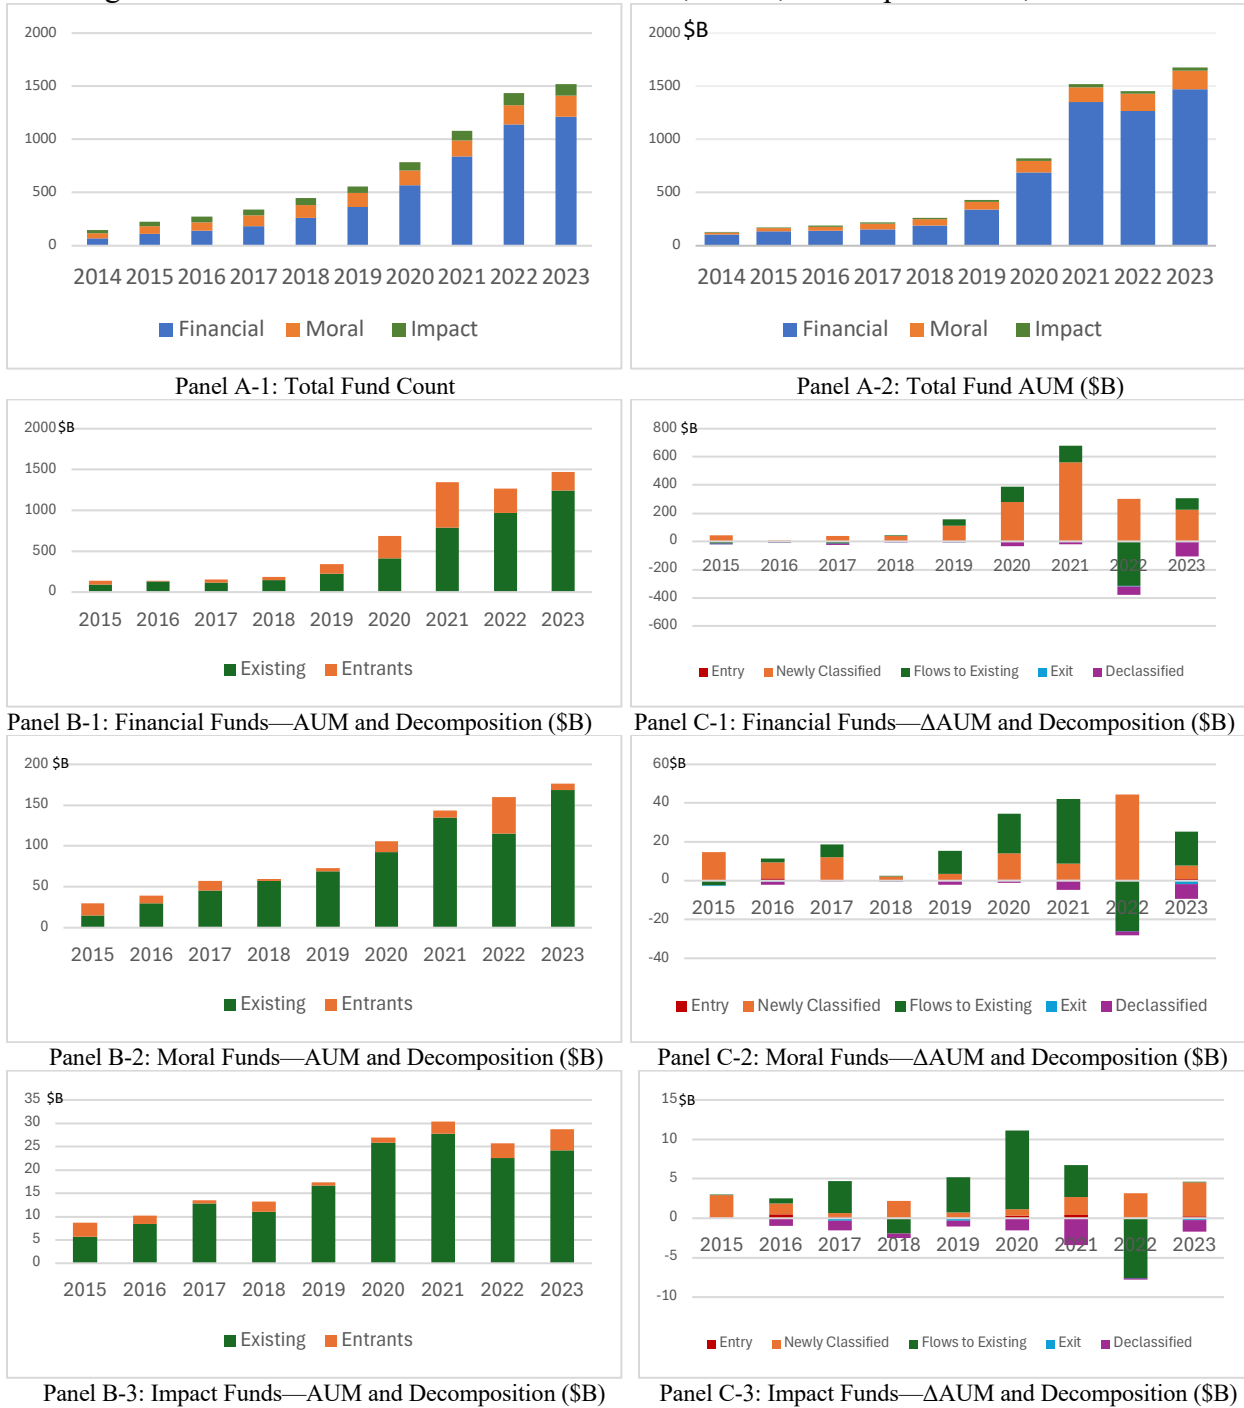 2000
1500
1000
500
0
2014 2015 2016 2017 2018 2019 2020 2021 2022 2023
Financial Moral Impact
Panel A-1: Total Fund Count
2000 $B
1500
1000
500
0
2014 2015 2016 2017 2018 2019 2020 2021 2022 2023
Financial Moral Impact
Panel A-2: Total Fund AUM ($B)
2000 $B
1500
1000
500
0
2015 2016 2017 2018 2019 2020 2021 2022 2023
Existing Entrants
Panel B-1: Financial Funds—AUM and Decomposition ($B)
800 $B
600
400
200
0
2015 2016 2017 2018 2019 2020 2021 2022 2023
-200
-400
-600
Entry Newly Classified Flows to Existing Exit Declassified
Panel C-1: Financial Funds—ΔAUM and Decomposition ($B)
200 $B
150
100
50
0
2015 2016 2017 2018 2019 2020 2021 2022 2023
Existing Entrants
Panel B-2: Moral Funds—AUM and Decomposition ($B)
60 $B
40
20
0
2015 2016 2017 2018 2019 2020 2021 2022 2023
-20
-40
Entry Newly Classified Flows to Existing Exit Declassified
Panel C-2: Moral Funds—ΔAUM and Decomposition ($B)
35 $B
30
25
20
15
10
5
0
2015 2016 2017 2018 2019 2020 2021 2022 2023
Existing Entrants
Panel B-3: Impact Funds—AUM and Decomposition ($B)
15 $B
10
5
0
2015 2016 2017 2018 2019 2020 2021 2022 2023
-5
-10
Entry Newly Classified Flows to Existing Exit Declassified
Panel C-3: Impact Funds—ΔAUM and Decomposition ($B)